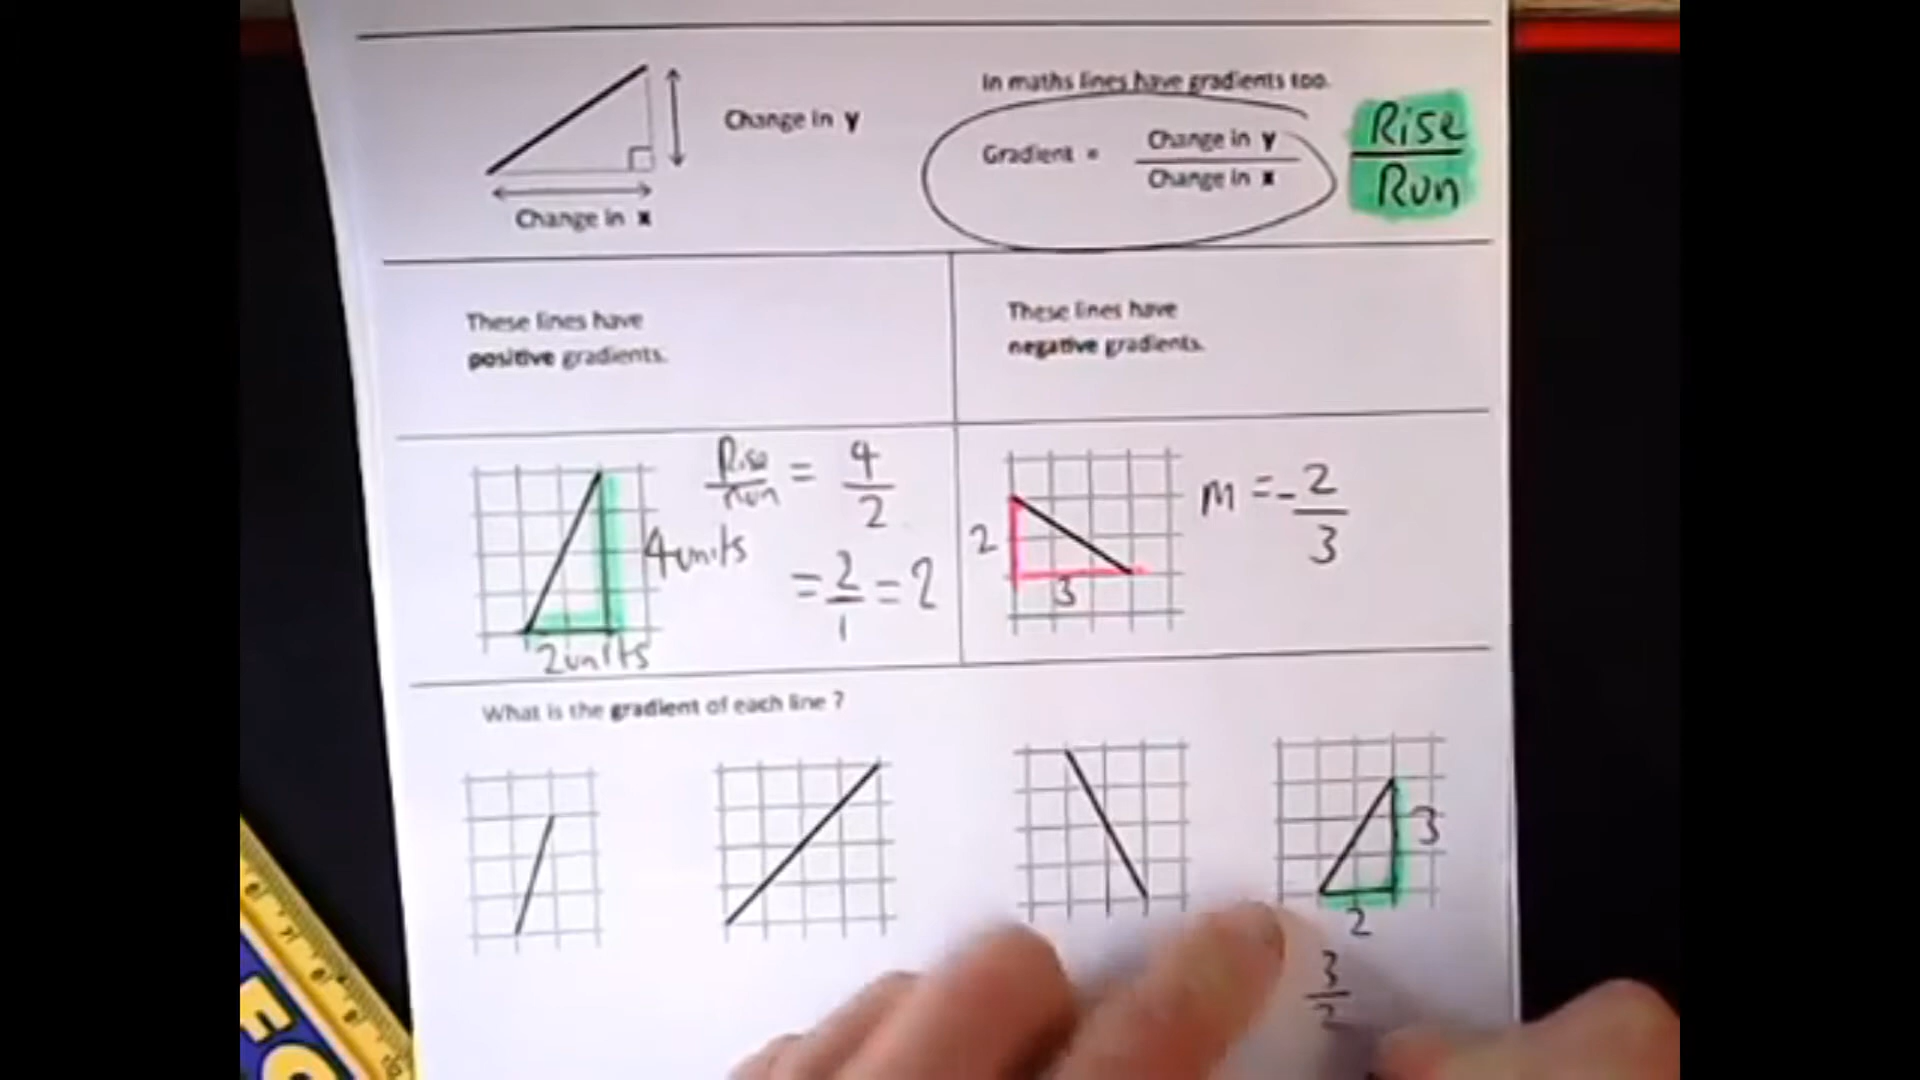 In maths lines have gradients too.
Change in y
Gradient = Change in y
Change in x
Rise
Run
Change in x
These lines have
positive gradients.
These lines have
negative gradients.
Rise
run
= 4
2
4units
= 2
1
= 2
2units
2
3
M = - 2
3
What is the gradient of each line ?
3
2
3
2